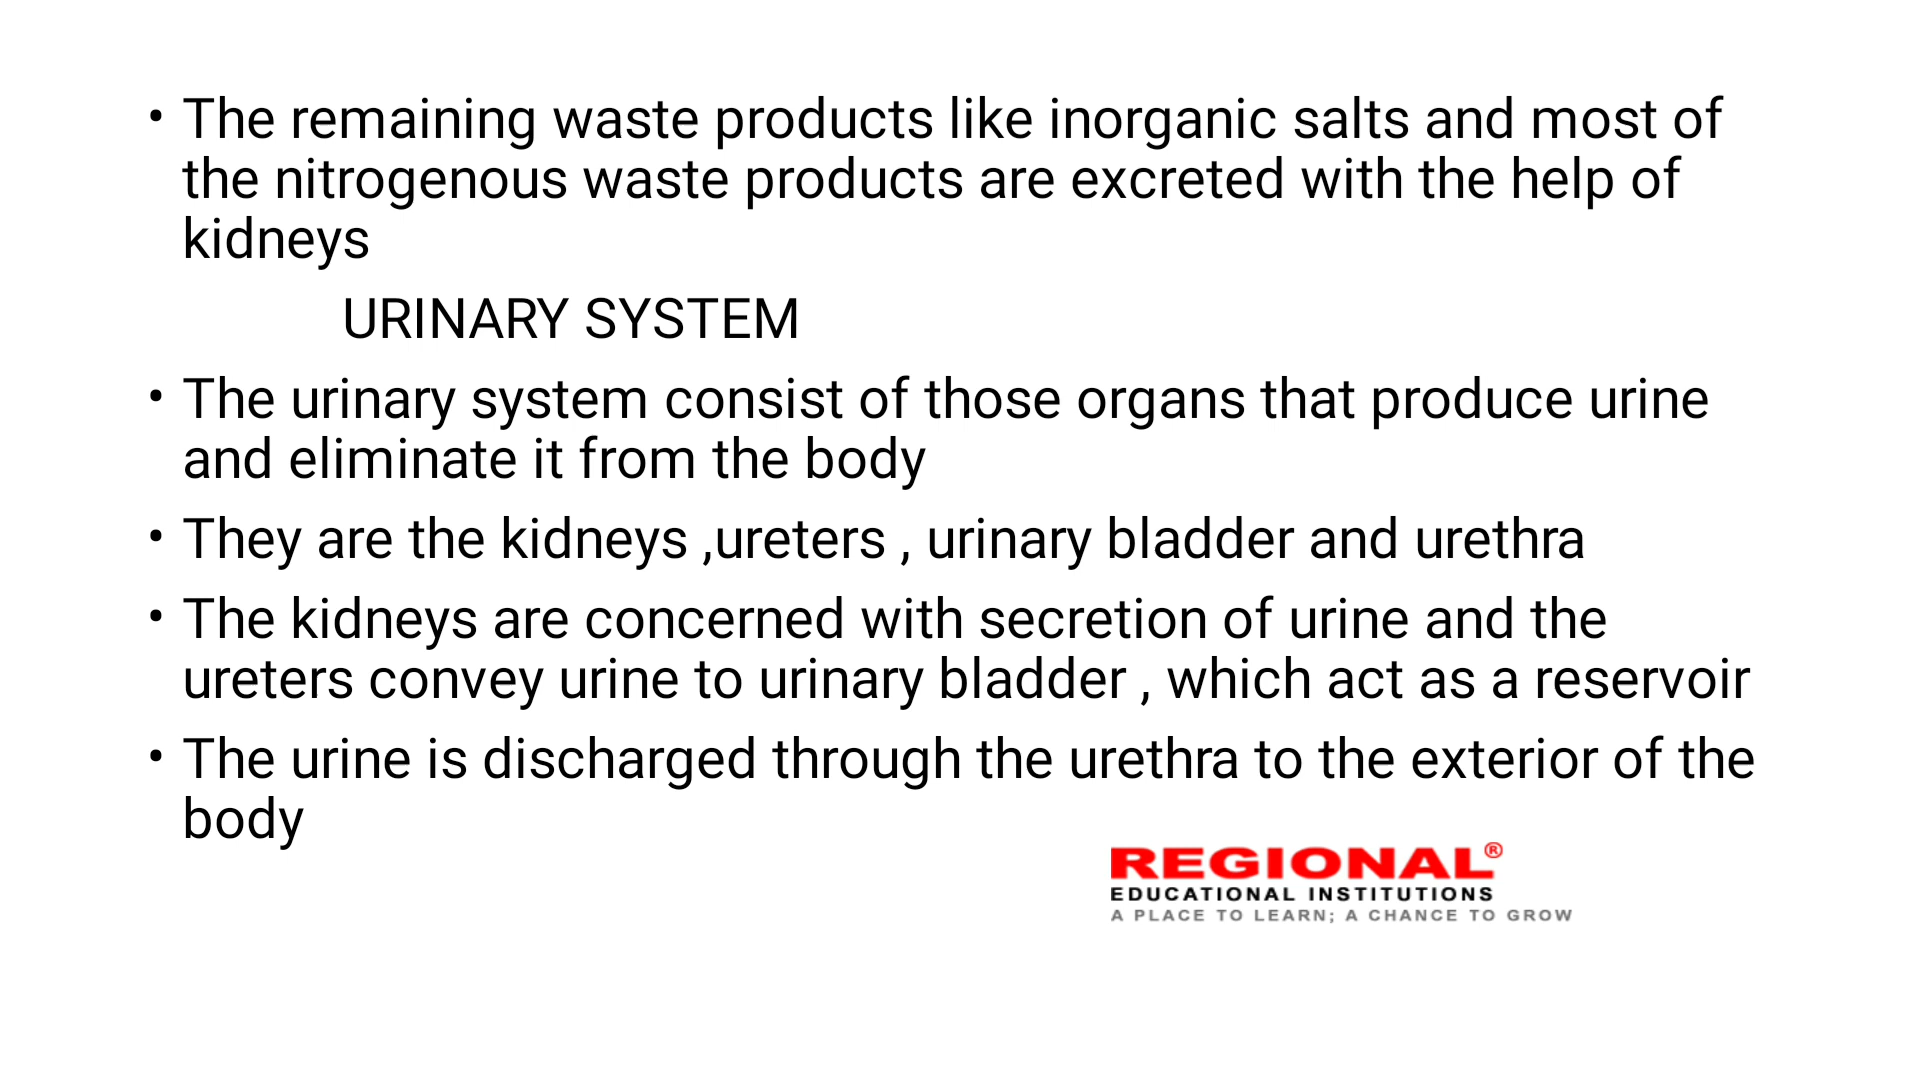 • The remaining waste products like inorganic salts and most of
the nitrogenous waste products are excreted with the help of
kidneys
URINARY SYSTEM
• The urinary system consist of those organs that produce urine
and eliminate it from the body
• They are the kidneys ,ureters , urinary bladder and urethra
• The kidneys are concerned with secretion of urine and the
ureters convey urine to urinary bladder , which act as a reservoir
• The urine is discharged through the urethra to the exterior of the
body
REGIONAL®
EDUCATIONAL INSTITUTIONS
A PLACE TO LEARN; A CHANCE TO GROW